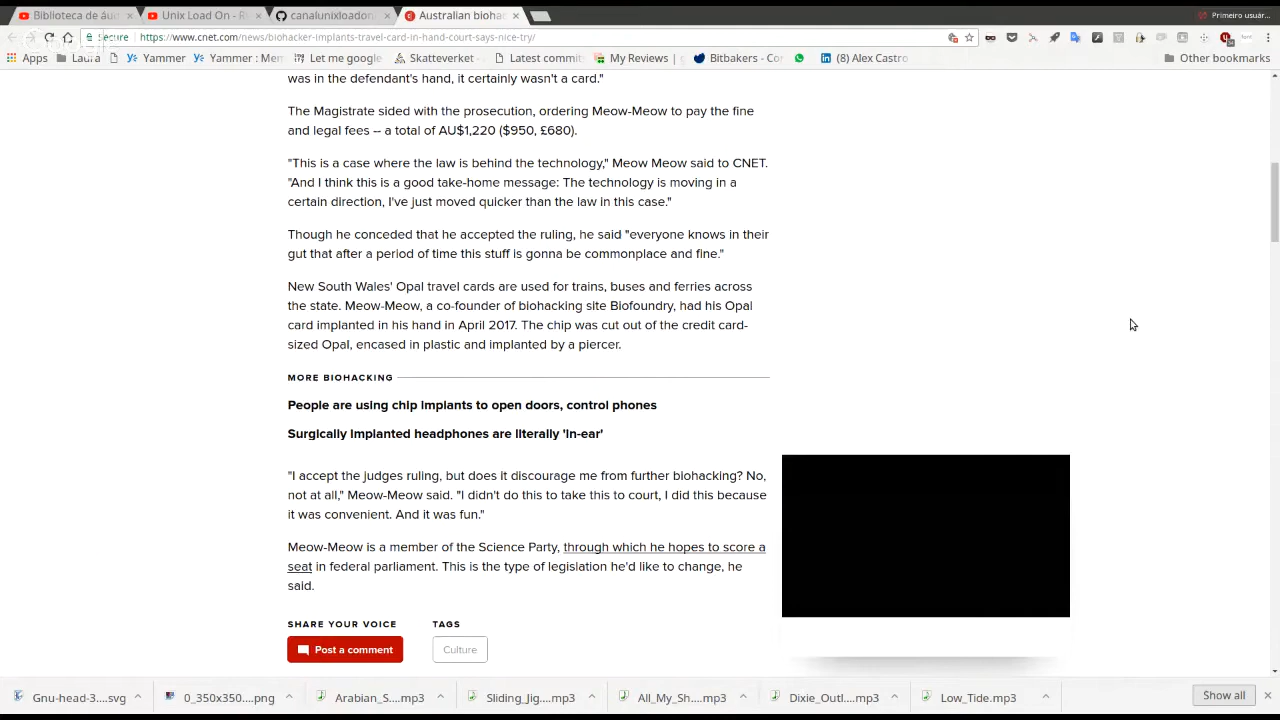 Biblioteca de áud
Unix Load On - R
canalunixloadon
Australian bioha
Primeiro usuár...
Secure
https://www.cnet.com/news/biohacker-implants-travel-card-in-hand-court-says-nice-try/
Apps
Laura
Yammer
Yammer : Mem
Let me google
Skatteverket -
Latest commit
My Reviews
Bitbakers - Co
(8) Alex Castro
Other bookmarks
was in the defendant's hand, it certainly wasn't a card."
The Magistrate sided with the prosecution, ordering Meow-Meow to pay the fine
and legal fees -- a total of AU$1,220 ($950, £680).
"This is a case where the law is behind the technology," Meow Meow said to CNET.
"And I think this is a good take-home message: The technology is moving in a
certain direction, I've just moved quicker than the law in this case."
Though he conceded that he accepted the ruling, he said "everyone knows in their
gut that after a period of time this stuff is gonna be commonplace and fine."
New South Wales' Opal travel cards are used for trains, buses and ferries across
the state. Meow-Meow, a co-founder of biohacking site Biofoundry, had his Opal
card implanted in his hand in April 2017. The chip was cut out of the credit card-
sized Opal, encased in plastic and implanted by a piercer.
MORE BIOHACKING
People are using chip implants to open doors, control phones
Surgically implanted headphones are literally 'in-ear'
"I accept the judges ruling, but does it discourage me from further biohacking? No,
not at all," Meow-Meow said. "I didn't do this to take this to court, I did this because
it was convenient. And it was fun."
Meow-Meow is a member of the Science Party, through which he hopes to score a
seat in federal parliament. This is the type of legislation he'd like to change, he
said.
SHARE YOUR VOICE
TAGS
Post a comment
Culture
Gnu-head-3....svg
0_350x350....png
Arabian_S....mp3
Sliding_Jig....mp3
All_My_Sh....mp3
Dixie_Outl....mp3
Low_Tide.mp3
Show all